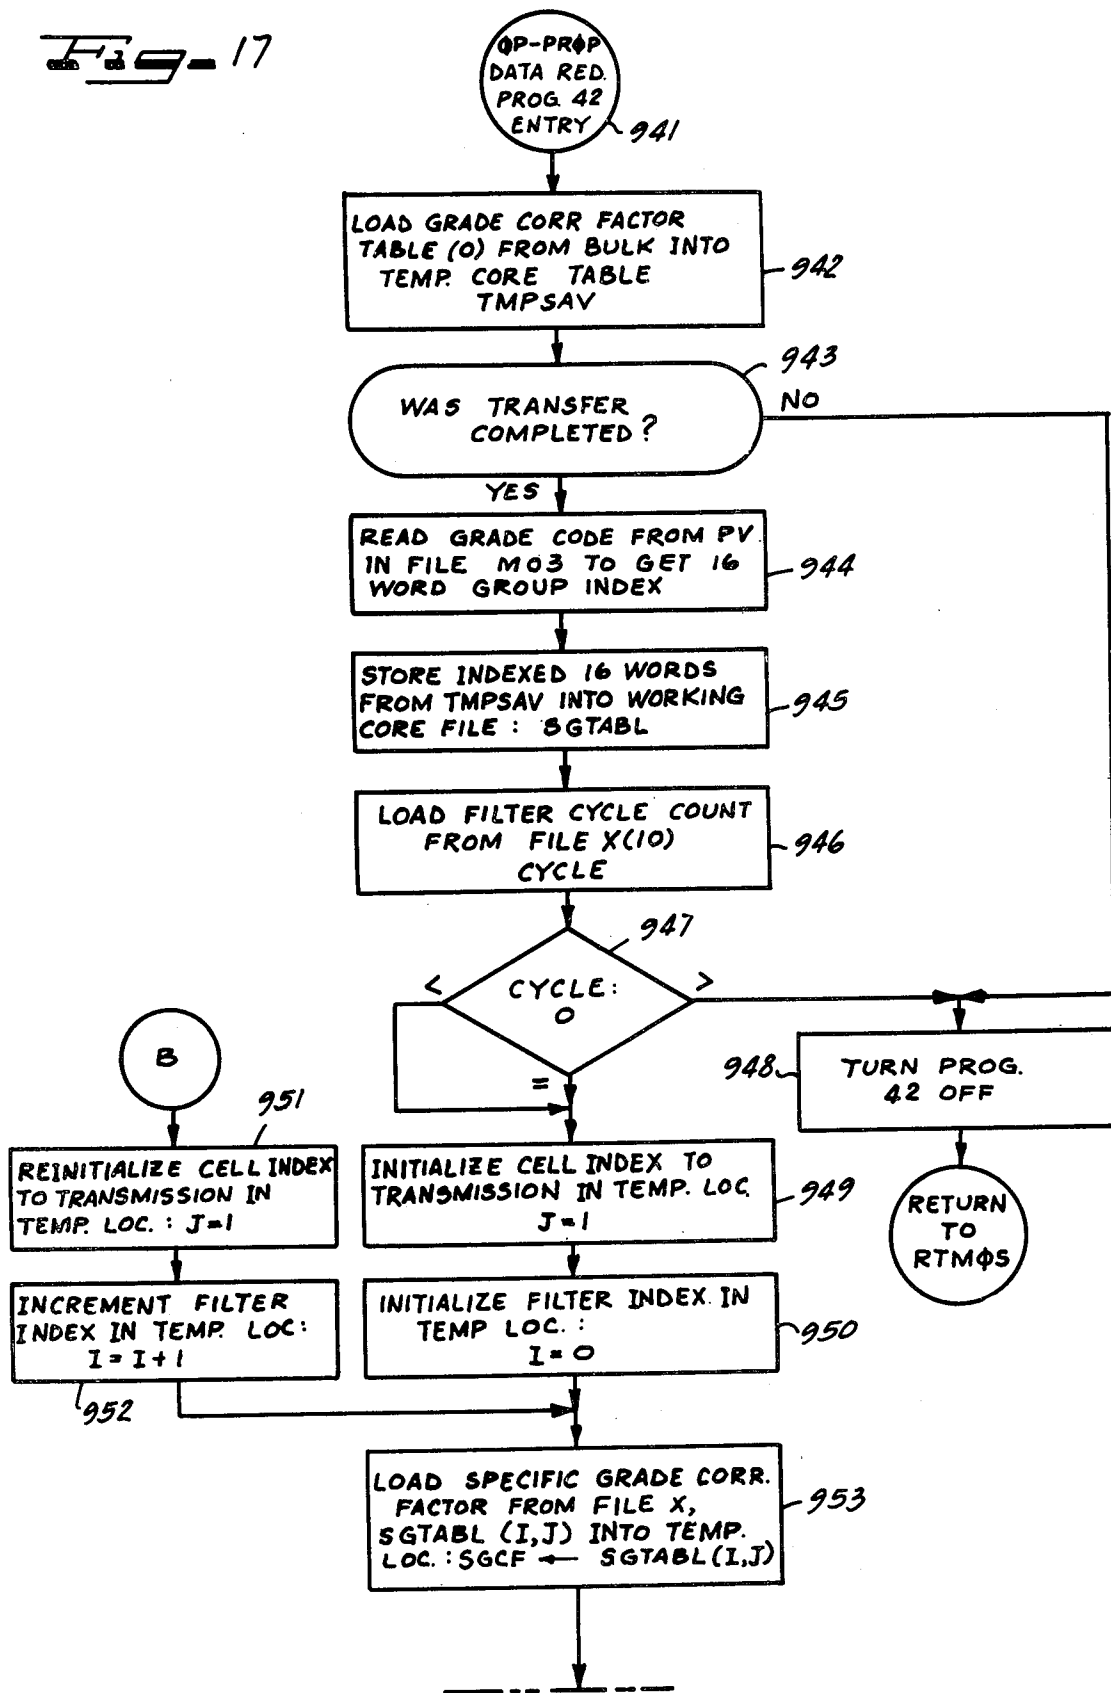 Fig-17
ΦP-PRΦP
DATA RED.
PROG. 42
ENTRY
941
LOAD GRADE CORR FACTOR
TABLE (0) FROM BULK INTO
TEMP. CORE TABLE
TMPSAV
942
943
WAS TRANSFER
COMPLETED?
NO
YES
READ GRADE CODE FROM PV
IN FILE M03 TO GET 16
WORD GROUP INDEX
944
STORE INDEXED 16 WORDS
FROM TMPSAV INTO WORKING
CORE FILE : SGTABL
945
LOAD FILTER CYCLE COUNT
FROM FILE X(10)
CYCLE
946
947
<
CYCLE:
0
>
=
948
TURN PROG.
42 OFF
RETURN
TO
RTMΦS
B
951
REINITIALIZE CELL INDEX
TO TRANSMISSION IN
TEMP. LOC. : J=1
INITIALIZE CELL INDEX TO
TRANSMISSION IN TEMP. LOC.
J=1
949
INCREMENT FILTER
INDEX IN TEMP. LOC:
I = I + 1
952
INITIALIZE FILTER INDEX IN
TEMP LOC. :
I = 0
950
LOAD SPECIFIC GRADE CORR.
FACTOR FROM FILE X,
SGTABL (I,J) INTO TEMP.
LOC. : SGCF ← SGTABL(I,J)
953